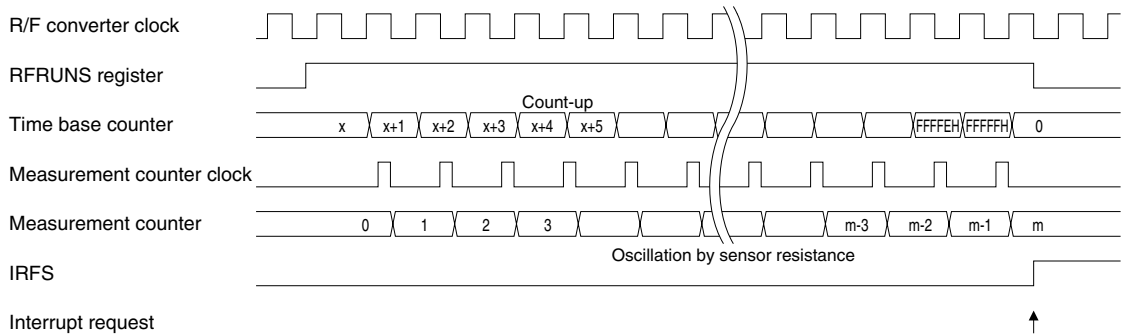 R/F converter clock
RFRUNS register
Count-up
Time base counter x x+1 x+2 x+3 x+4 x+5 FFFFEH FFFFFH 0
Measurement counter clock
Measurement counter 0 1 2 3 m-3 m-2 m-1 m
Oscillation by sensor resistance
IRFS
Interrupt request